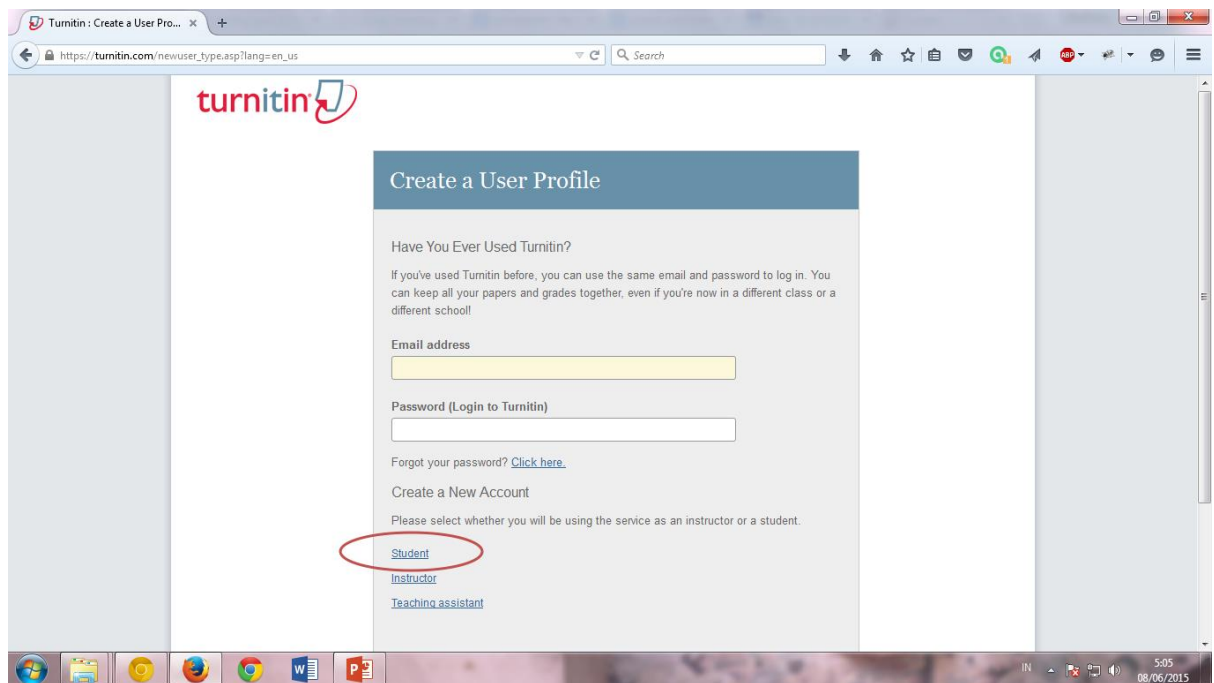 Turnitin : Create a User Pro...
https://turnitin.com/newuser_type.asp?lang=en_us
Search
ABP
turnitin
Create a User Profile
Have You Ever Used Turnitin?
If you've used Turnitin before, you can use the same email and password to log in. You
can keep all your papers and grades together, even if you're now in a different class or a
different school!
Email address
Password (Login to Turnitin)
Forgot your password? Click here.
Create a New Account
Please select whether you will be using the service as an instructor or a student.
Student
Instructor
Teaching assistant
IN
5:05
08/06/2015